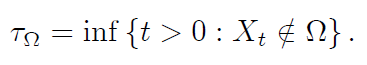 τ_Ω = inf {t > 0 : X_t ∉ Ω} .